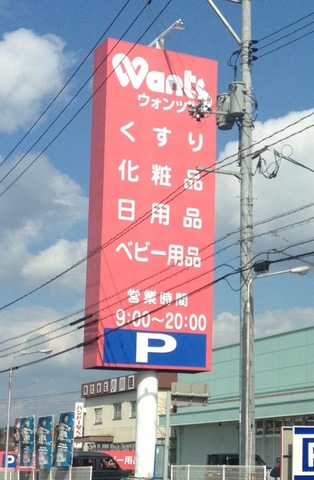 Wants
ウォンツ
くすり
化粧品
日用品
ベビー用品
営業時間
9:00~20:00
P
P
P